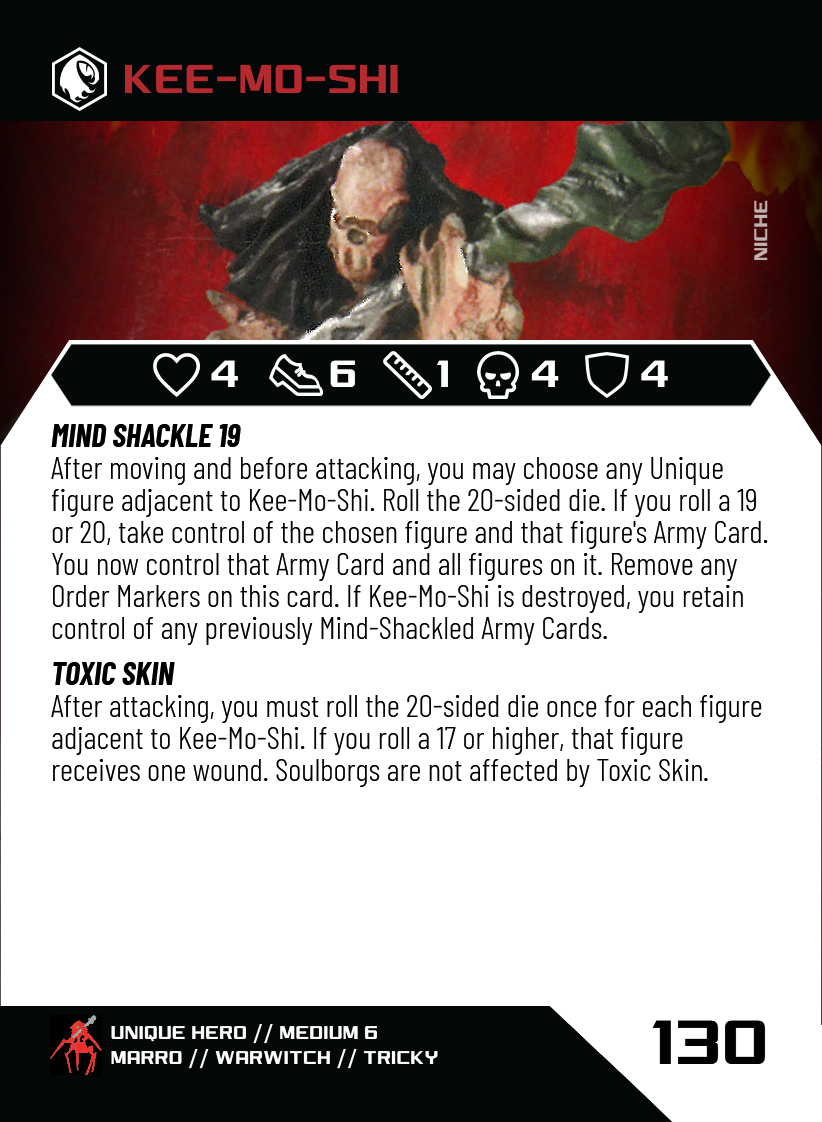 KEE-MO-SHI
NICHE
4 6 1 4 4
MIND SHACKLE 19
After moving and before attacking, you may choose any Unique
figure adjacent to Kee-Mo-Shi. Roll the 20-sided die. If you roll a 19
or 20, take control of the chosen figure and that figure's Army Card.
You now control that Army Card and all figures on it. Remove any
Order Markers on this card. If Kee-Mo-Shi is destroyed, you retain
control of any previously Mind-Shackled Army Cards.
TOXIC SKIN
After attacking, you must roll the 20-sided die once for each figure
adjacent to Kee-Mo-Shi. If you roll a 17 or higher, that figure
receives one wound. Soulborgs are not affected by Toxic Skin.
UNIQUE HERO // MEDIUM 6
MARRO // WARWITCH // TRICKY
130